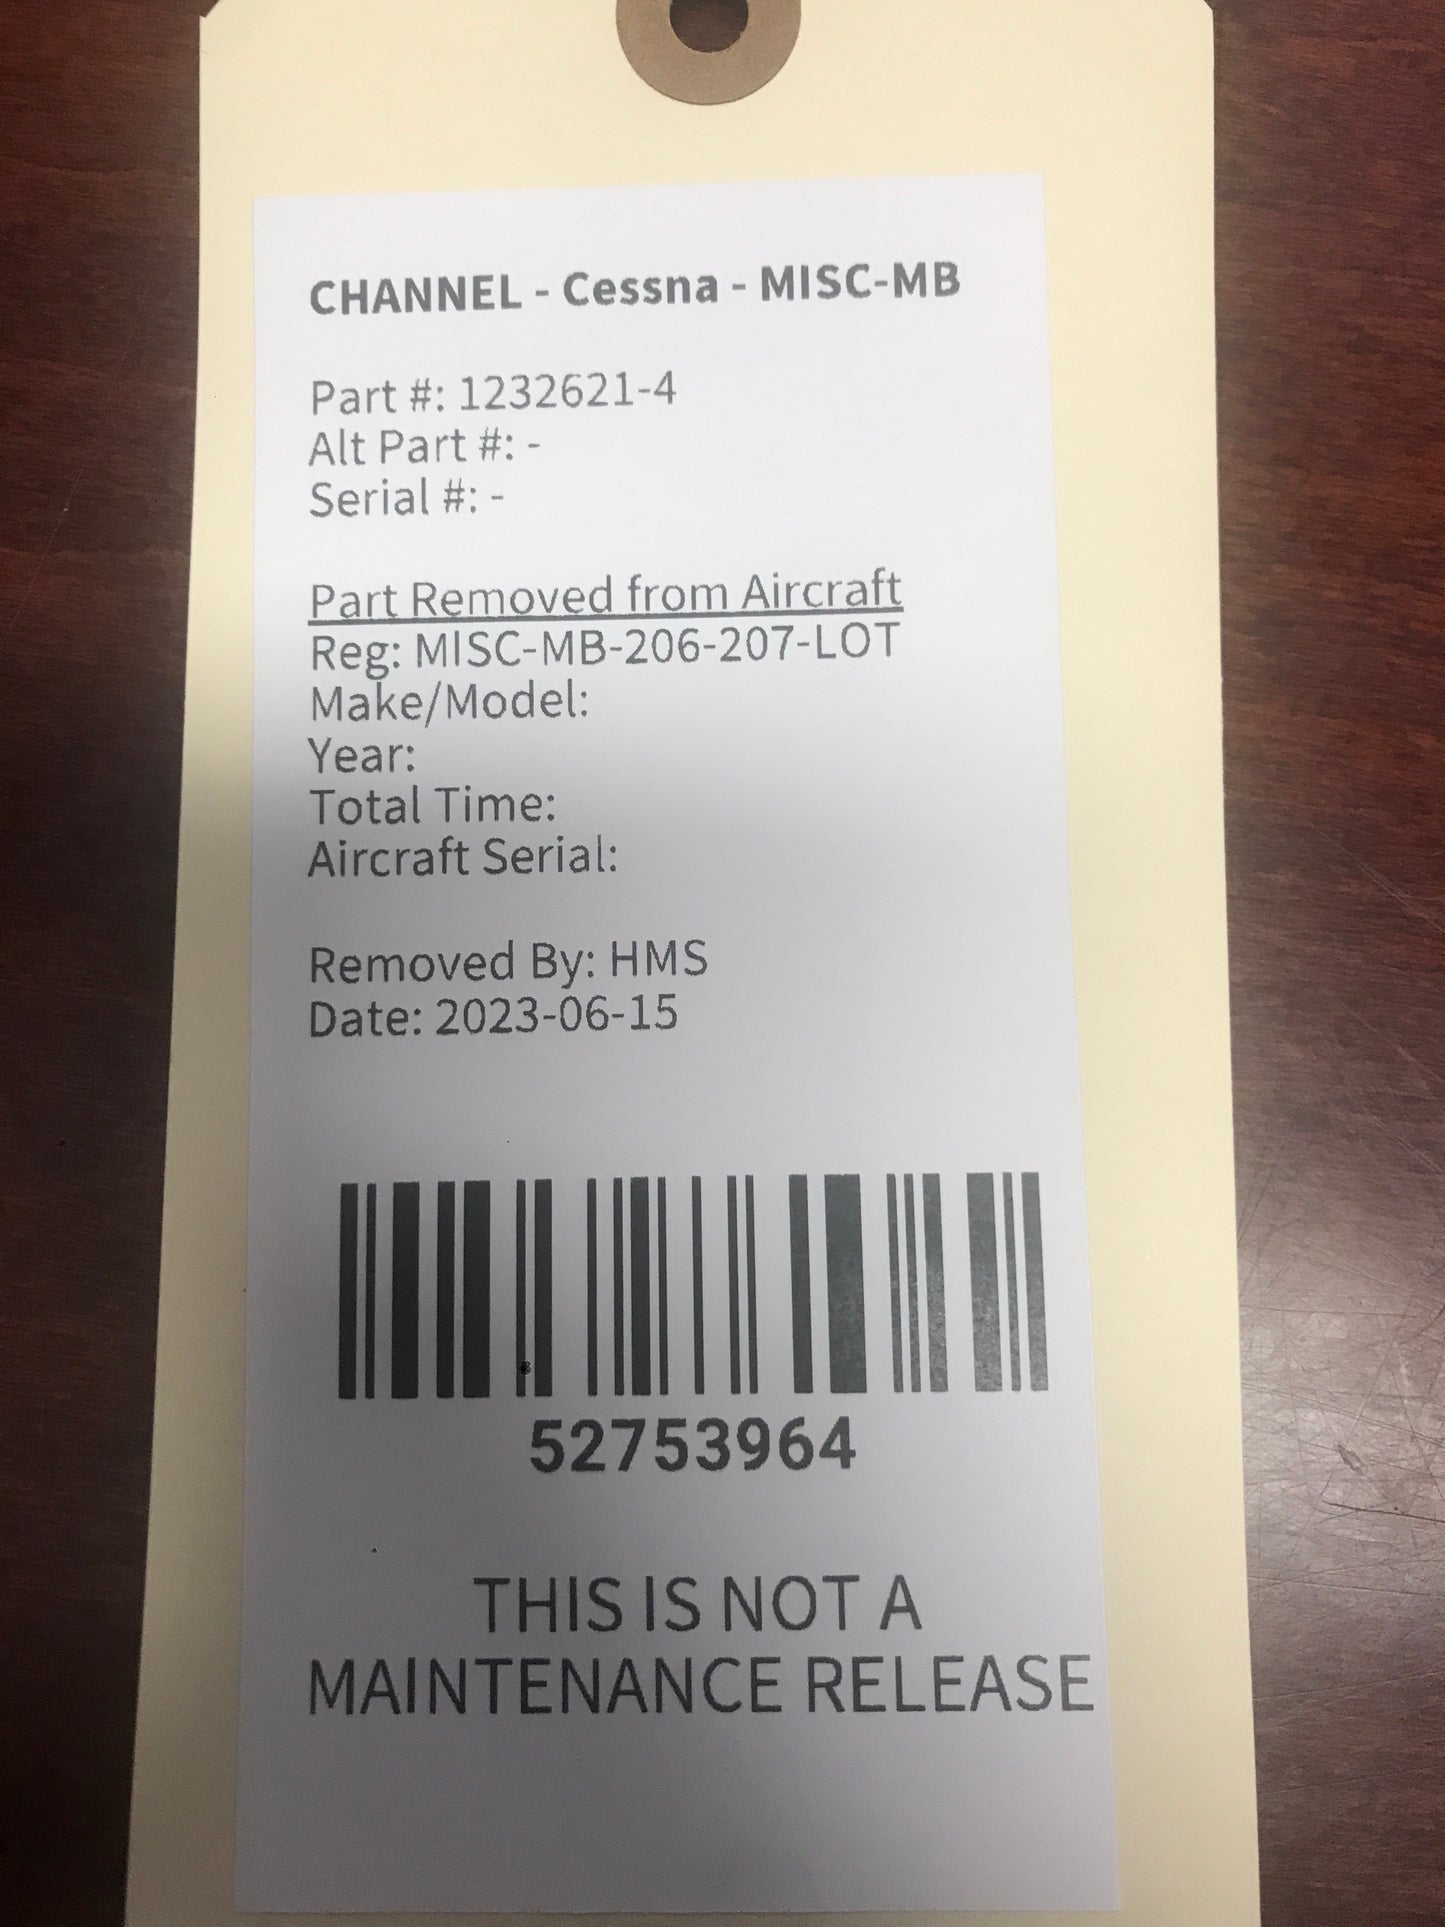 CHANNEL - Cessna - MISC-MB
Part #: 1232621-4
Alt Part #: -
Serial #: -
Part Removed from Aircraft
Reg: MISC-MB-206-207-LOT
Make/Model:
Year:
Total Time:
Aircraft Serial:
Removed By: HMS
Date: 2023-06-15
52753964
THIS IS NOT A
MAINTENANCE RELEASE